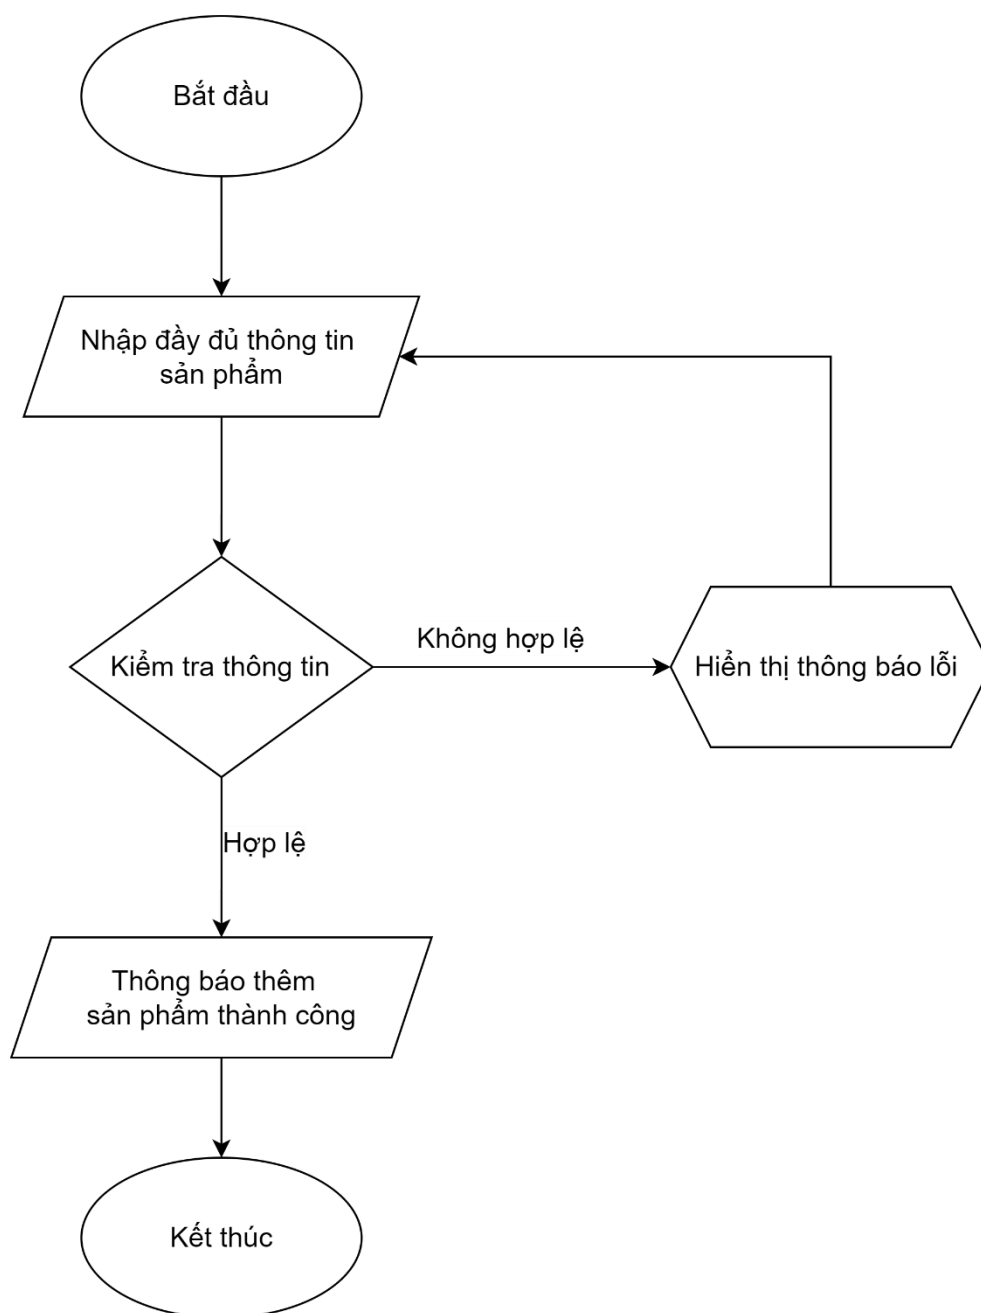 Bắt đầu
Nhập đầy đủ thông tin
sản phẩm
Không hợp lệ
Kiểm tra thông tin
Hiển thị thông báo lỗi
Hợp lệ
Thông báo thêm
sản phẩm thành công
Kết thúc